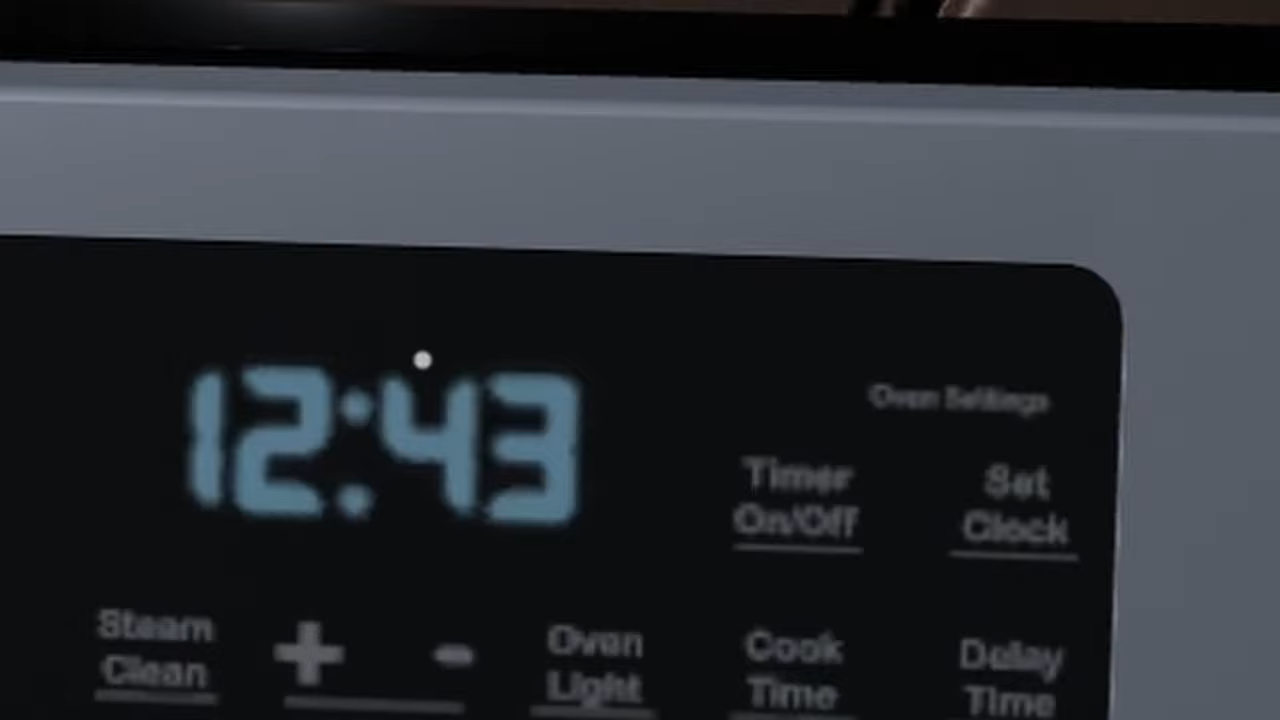 12:43
Oven Settings
Timer
On/Off
Set
Clock
Steam
Clean
+ -
Oven
Light
Cook
Time
Delay
Time